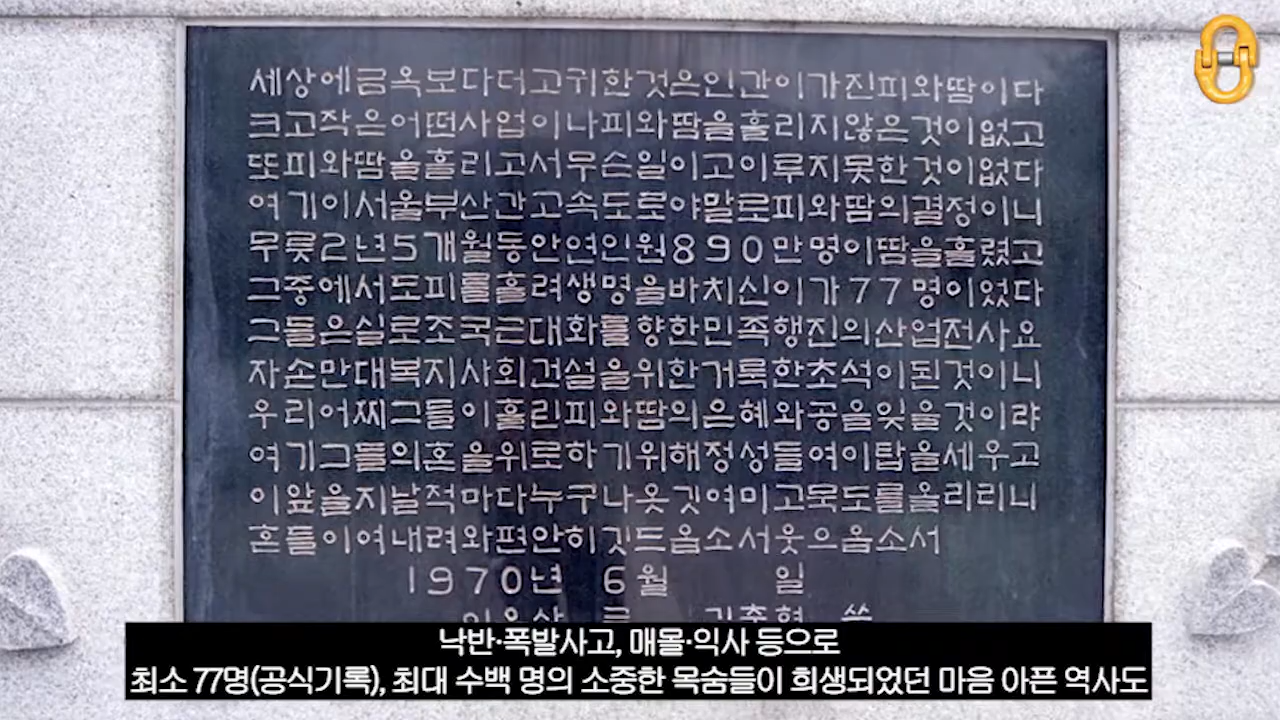 세상에금옥보다더고귀한것은인간이가진피와땀이다
크고작은어떤사업이나피와땀을흘리지않은것이없고
또피와땀을흘리고서무슨일이고이루지못한것이없다
여기이서울부산간고속도로야말로피와땀의결정이니
무릇2년5개월동안연인원890만명이땀을흘렸고
그중에서도피를흘려생명을바치신이가77명이었다
그들은실로조국근대화를향한민족행진의산업전사요
자손만대복지사회건설을위한거룩한초석이된것이니
우리어찌그들이흘린피와땀의은혜와공을잊을것이랴
여기그들의혼을위로하기위해정성들여이탑을세우고
이앞을지날적마다누구나옷깃여미고묵도를올리리니
혼들이여내려와편안히깃드옵소서웃으옵소서
1970년 6월 일
낙반·폭발사고, 매몰·익사 등으로
최소 77명(공식기록), 최대 수백 명의 소중한 목숨들이 희생되었던 마음 아픈 역사도